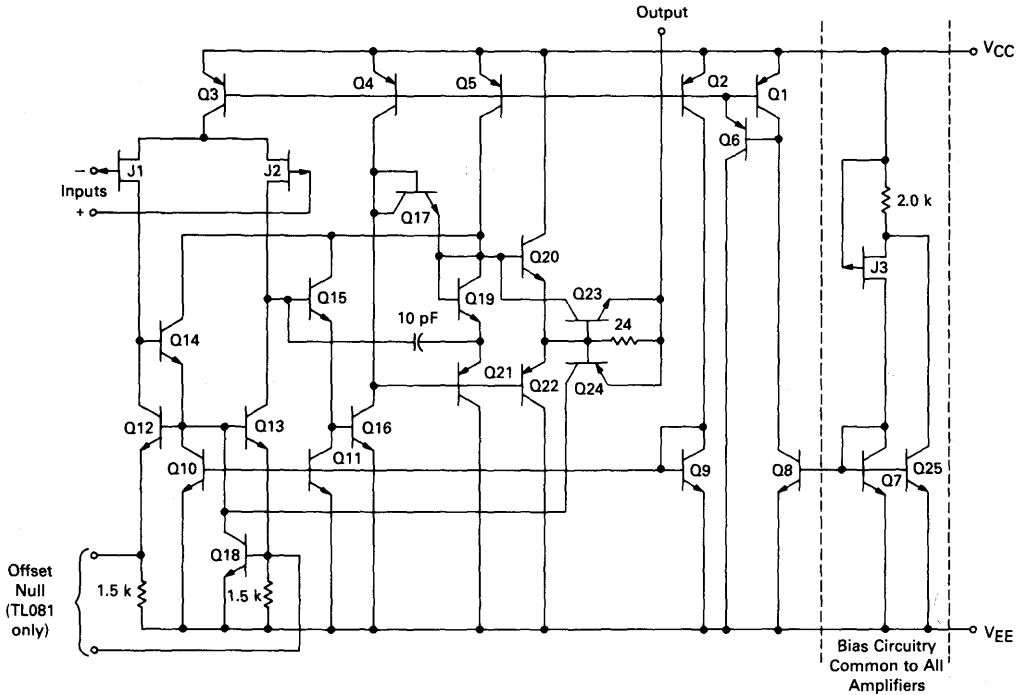 Output
VCC
Q3
Q4
Q5
Q2
Q1
Q6
−
J1
J2
Inputs
+
Q17
2.0 k
J3
Q20
Q15
Q19
Q23
10 pF
24
Q14
Q21
Q22
Q24
Q12
Q13
Q16
Q10
Q11
Q9
Q8
Q7
Q25
Q18
Offset
Null
(TL081
only)
1.5 k
1.5 k
VEE
Bias Circuitry
Common to All
Amplifiers